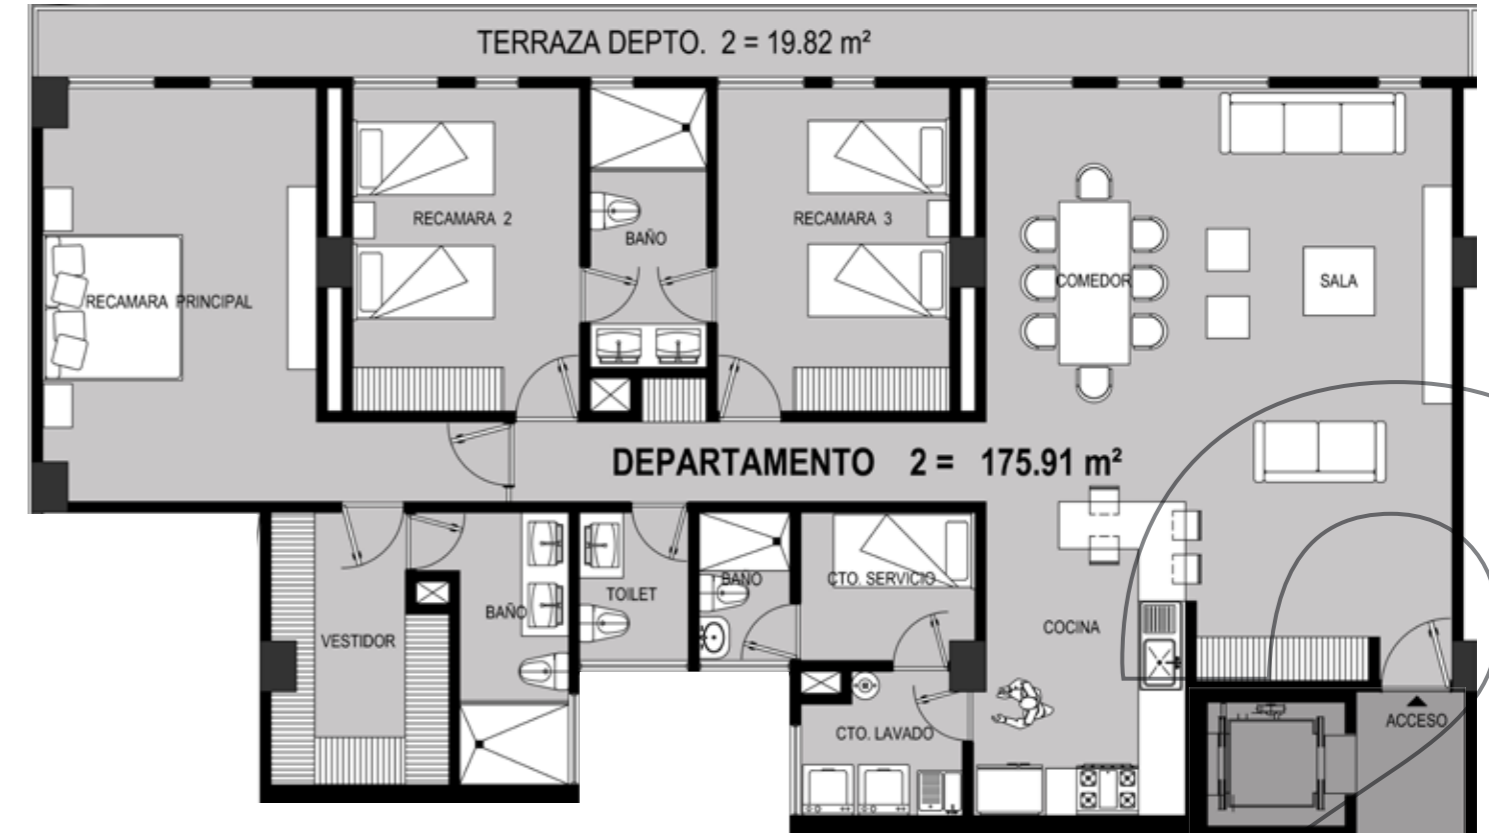 TERRAZA DEPTO. 2 = 19.82 m²
RECAMARA 2
RECAMARA 3
BAÑO
RECAMARA PRINCIPAL
COMEDOR
SALA
DEPARTAMENTO 2 = 175.91 m²
BAÑO
CTO. SERVICIO
TOILET
BAÑO
COCINA
VESTIDOR
ACCESO
CTO. LAVADO